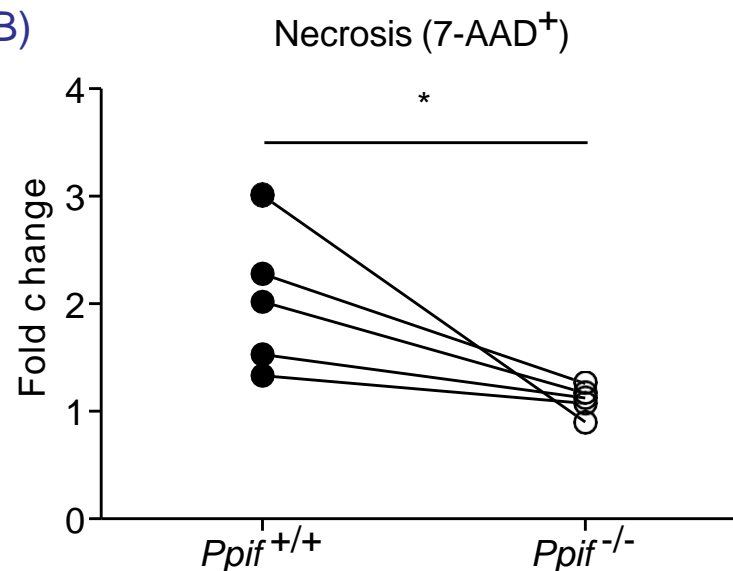 B)
Necrosis (7-AAD+)
*
4
3
2
1
0
Fold change
Ppif+/+
Ppif-/-